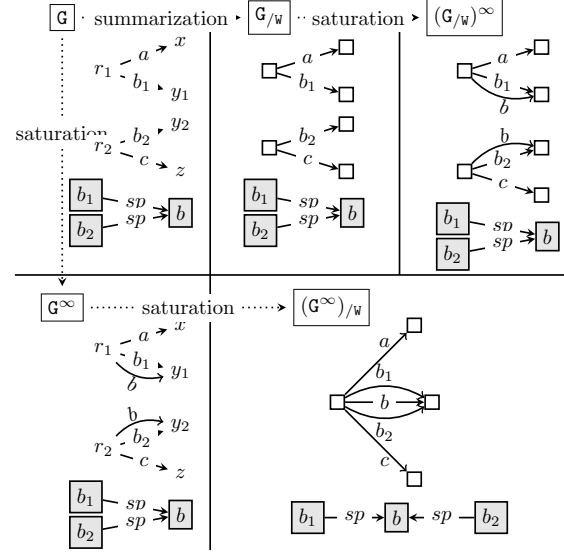 G summarization G/W saturation (G/W)∞
a x a a
r1 b1 y1 b1 b1 b
saturation
b2 y2 b2 b b2
r2 c z c c
b1 sp b b1 sp b b1 sp b
b2 sp b2 sp b2 sp
G∞ saturation (G∞)/W
a x a
r1 b1 y1 b1
b b
b y2 b2
r2 b2
c z c
b1 sp b b1 sp b sp b2
b2 sp